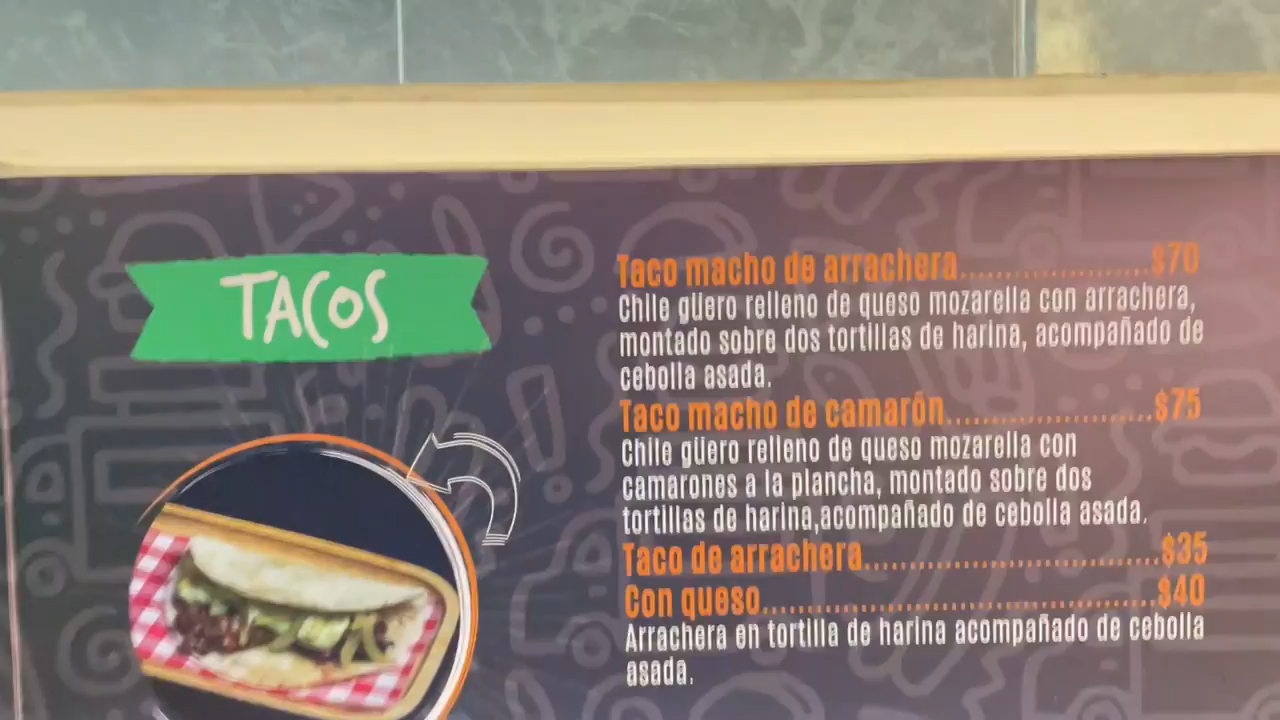 TACOS
Taco macho de arrachera......................$70
Chile güero relleno de queso mozarella con arrachera,
montado sobre dos tortillas de harina, acompañado de
cebolla asada.
Taco macho de camarón.......................$75
Chile güero relleno de queso mozarella con
camarones a la plancha, montado sobre dos
tortillas de harina,acompañado de cebolla asada.
Taco de arrachera.................................$35
Con queso............................................$40
Arrachera en tortilla de harina acompañado de cebolla
asada.